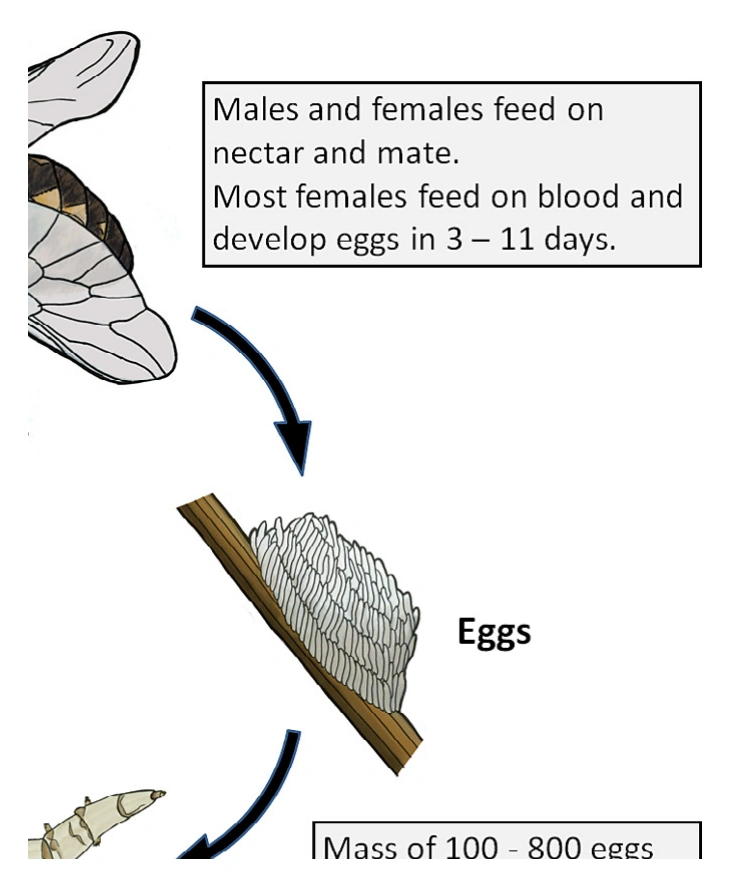 Males and females feed on
nectar and mate.
Most females feed on blood and
develop eggs in 3 – 11 days.
Eggs
Mass of 100 - 800 eggs